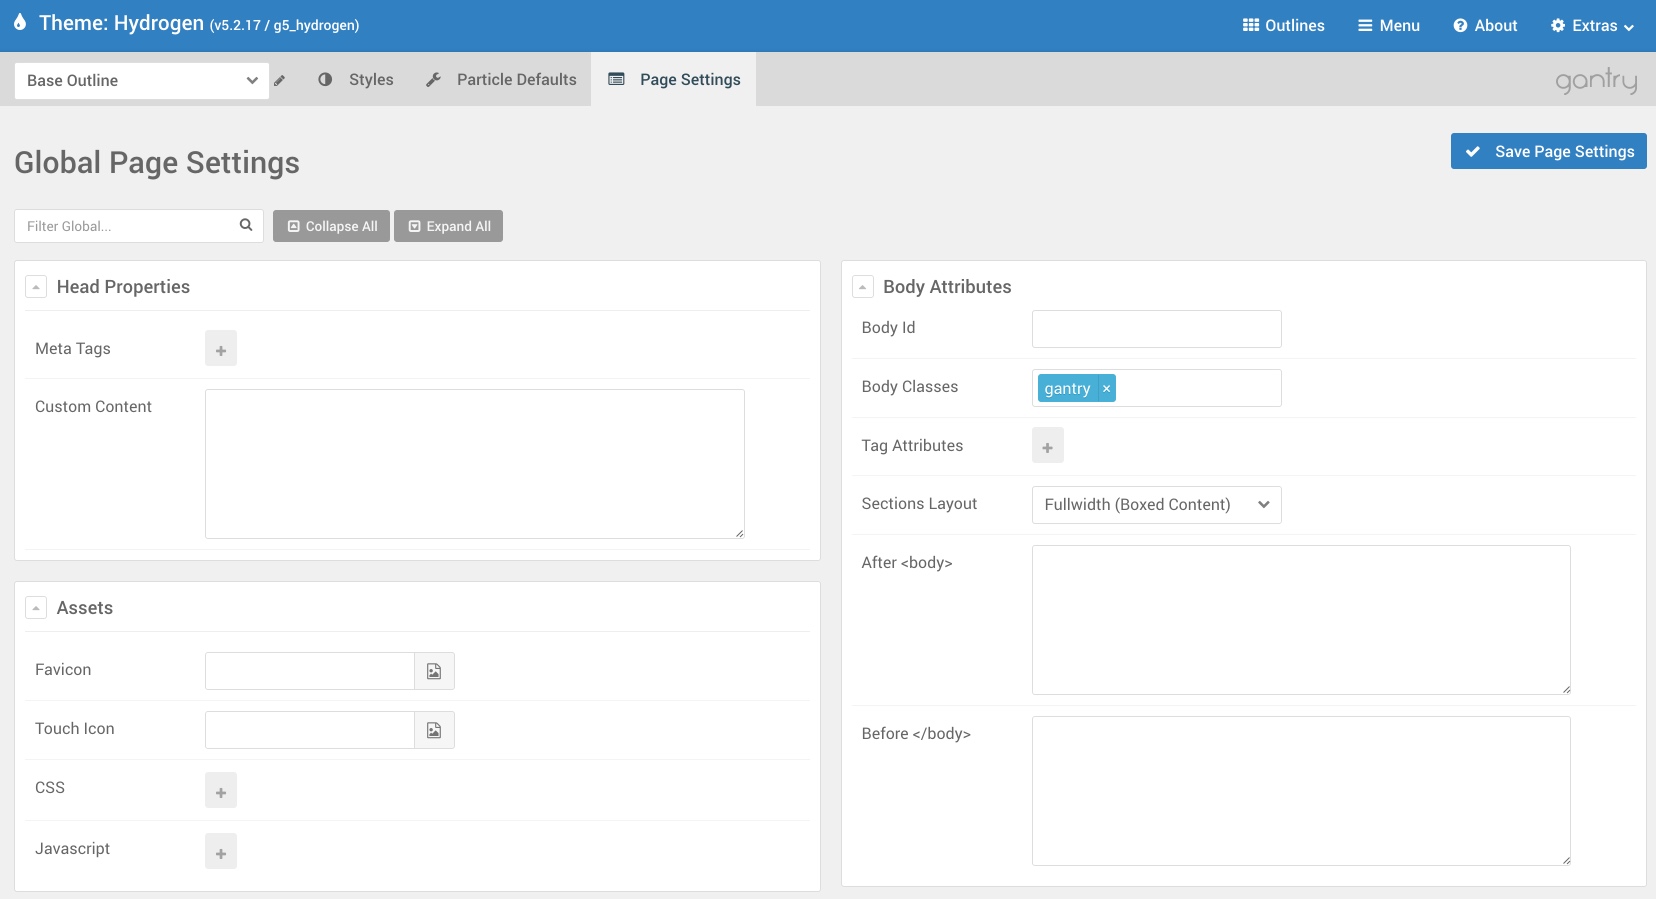 Theme: Hydrogen (v5.2.17 / g5_hydrogen)
Outlines
Menu
About
Extras
Base Outline
Styles
Particle Defaults
Page Settings
gantry
Global Page Settings
Save Page Settings
Filter Global...
Collapse All
Expand All
Head Properties
Meta Tags
Custom Content
Assets
Favicon
Touch Icon
CSS
Javascript
Body Attributes
Body Id
Body Classes
gantry ×
Tag Attributes
Sections Layout
Fullwidth (Boxed Content)
After <body>
Before </body>